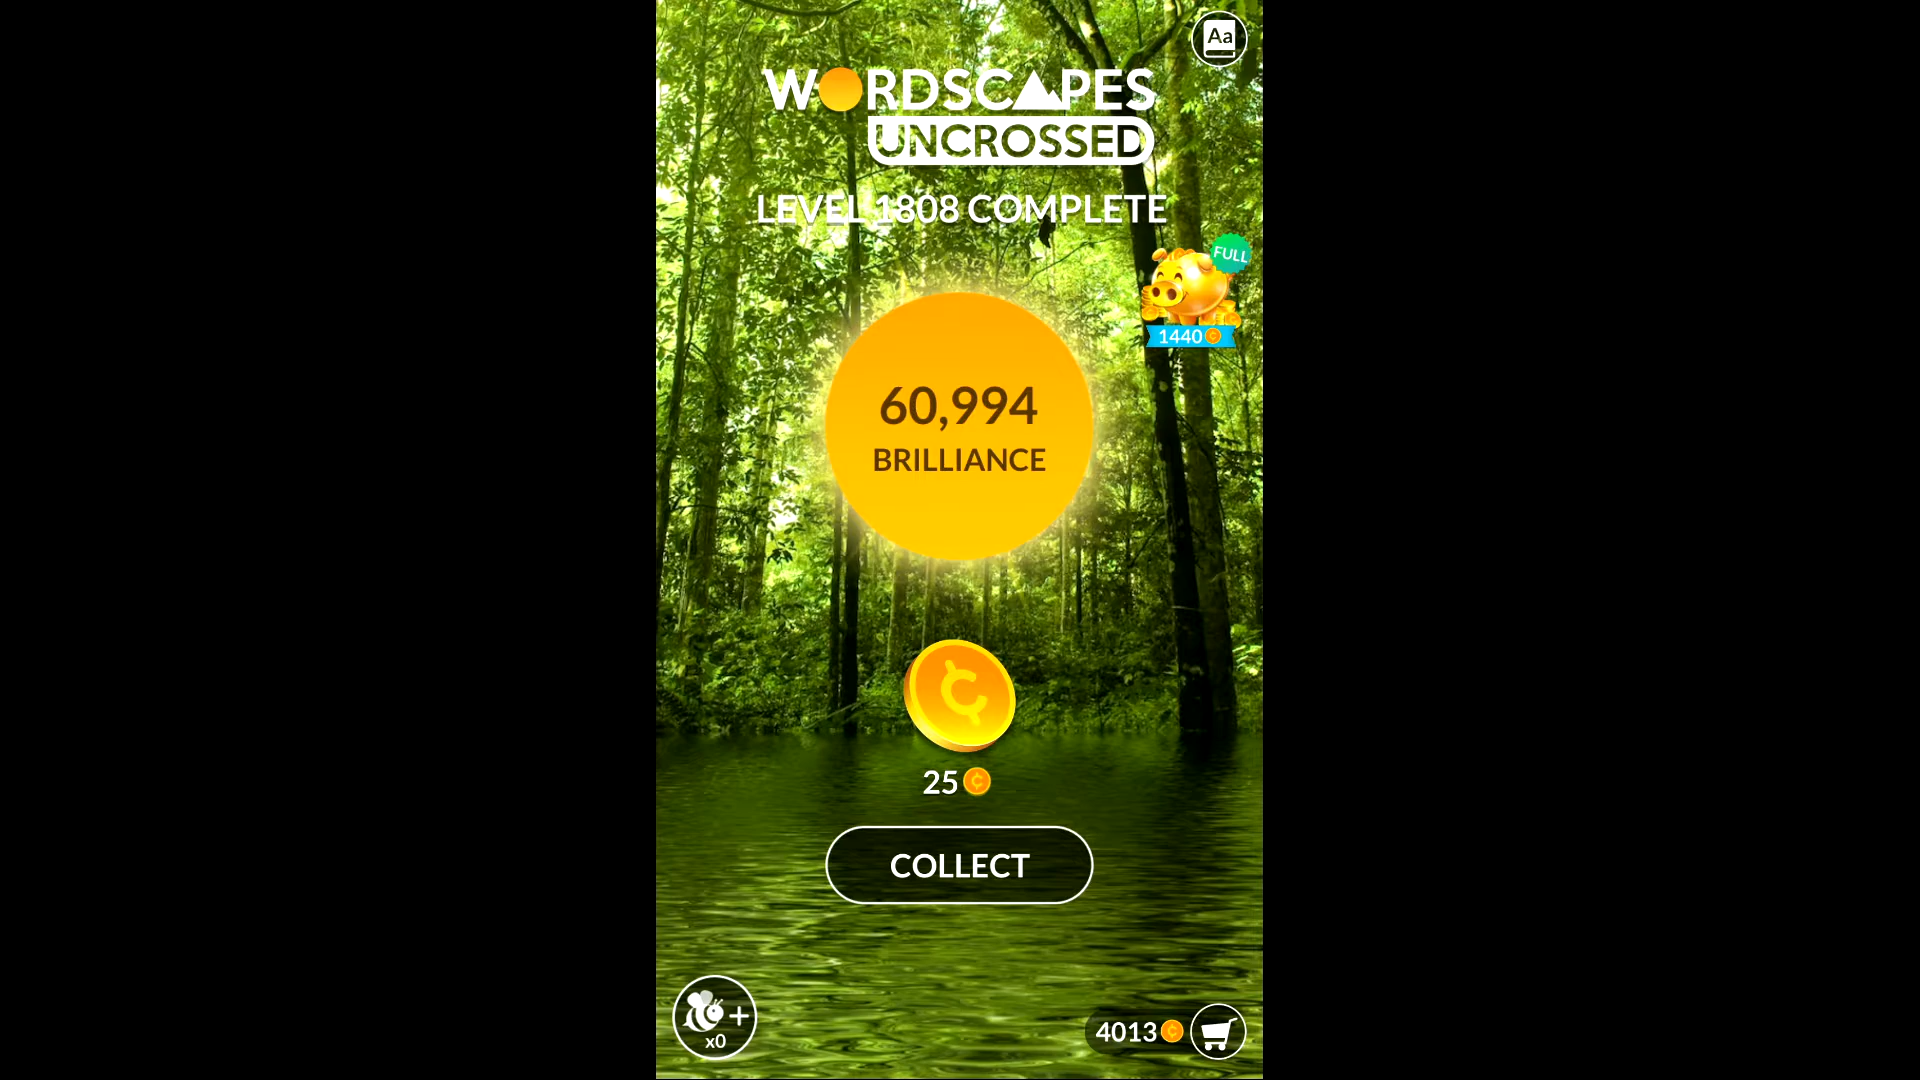 Aa
WORDSCAPES
UNCROSSED
LEVEL 1808 COMPLETE
FULL
1440
60,994
BRILLIANCE
25
COLLECT
x0
4013